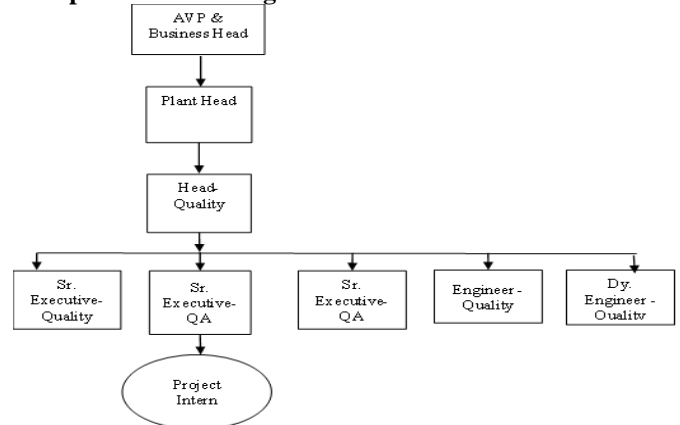 AVP &
Business Head
Plant Head
Head-
Quality
Sr.
Executive-
Quality
Sr.
Executive-
QA
Sr.
Executive-
QA
Engineer -
Quality
Dy.
Engineer -
Quality
Project
Intern